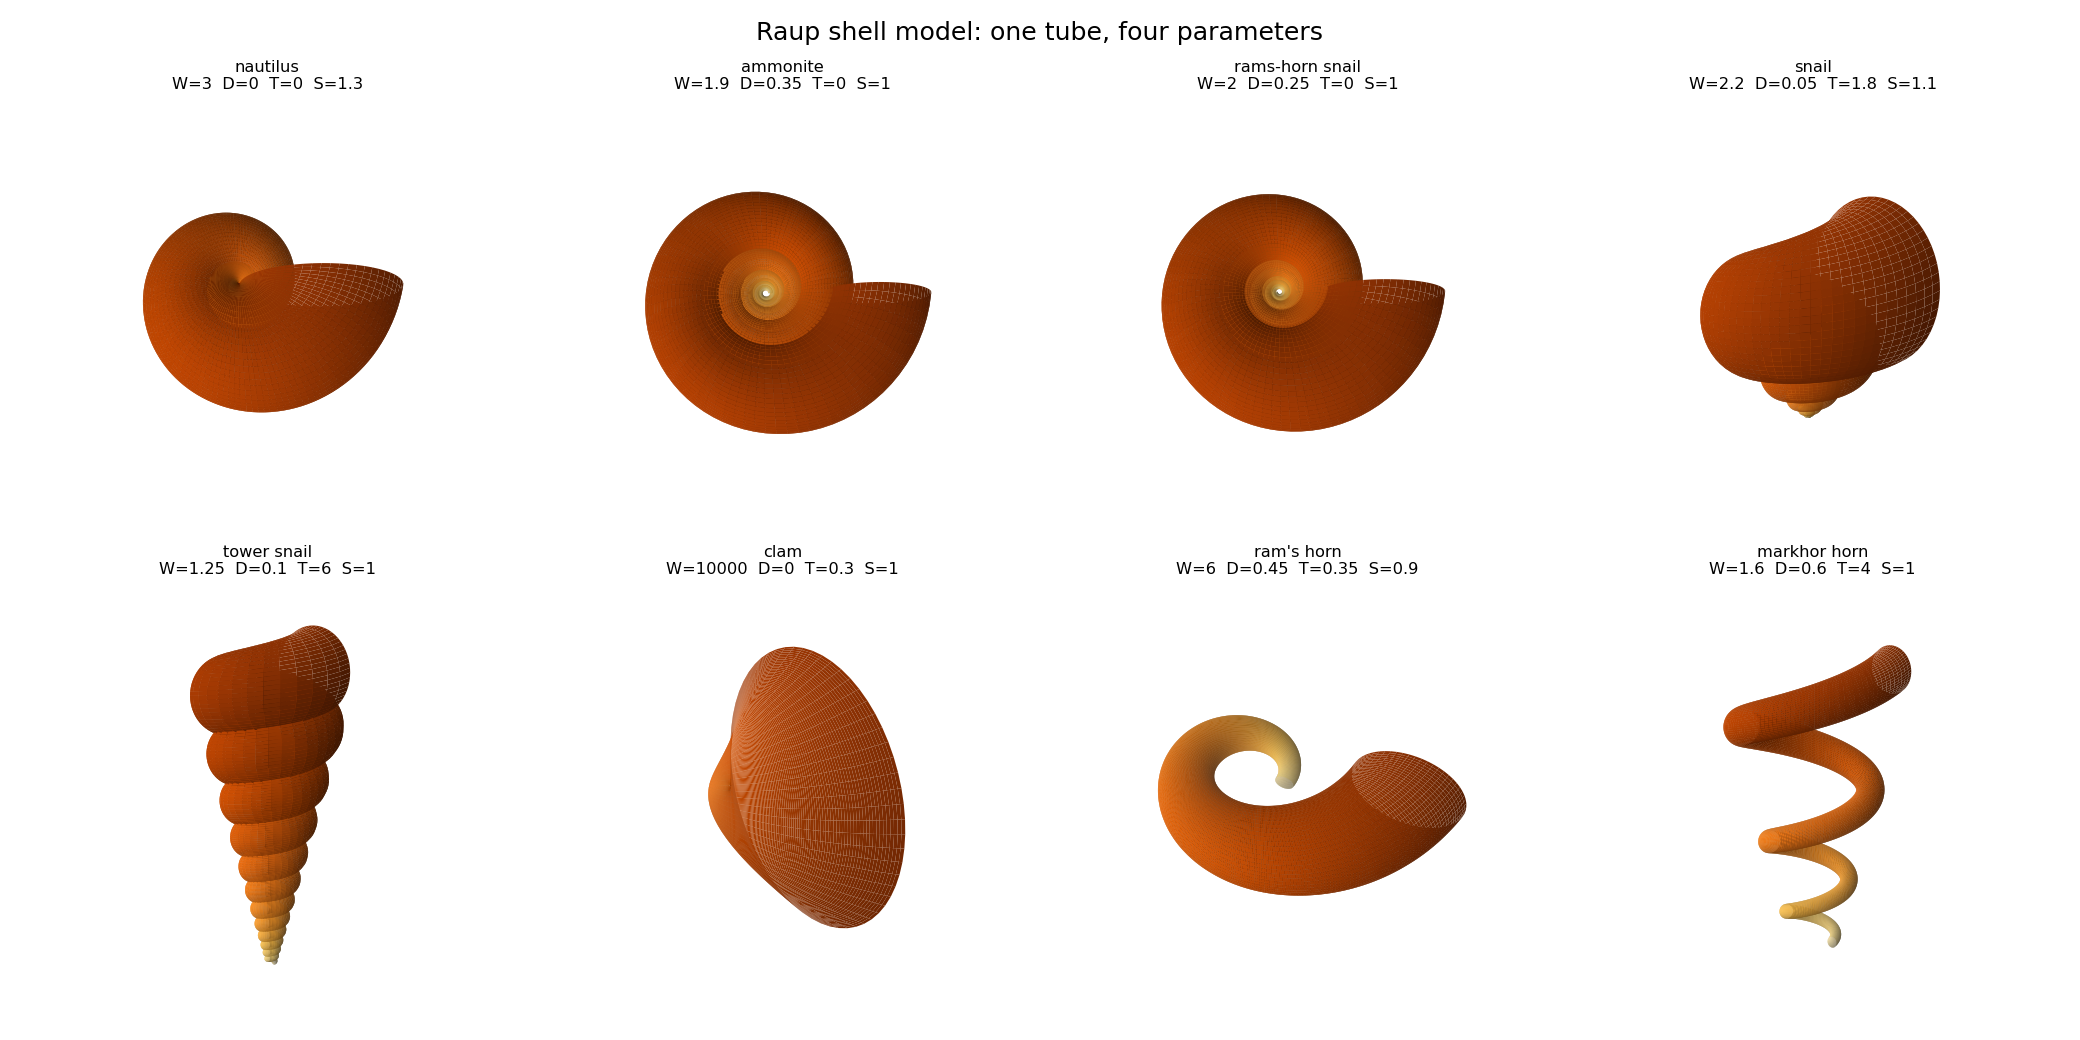 Raup shell model: one tube, four parameters
nautilus
W=3  D=0  T=0  S=1.3
ammonite
W=1.9  D=0.35  T=0  S=1
rams-horn snail
W=2  D=0.25  T=0  S=1
snail
W=2.2  D=0.05  T=1.8  S=1.1
tower snail
W=1.25  D=0.1  T=6  S=1
clam
W=10000  D=0  T=0.3  S=1
ram's horn
W=6  D=0.45  T=0.35  S=0.9
markhor horn
W=1.6  D=0.6  T=4  S=1